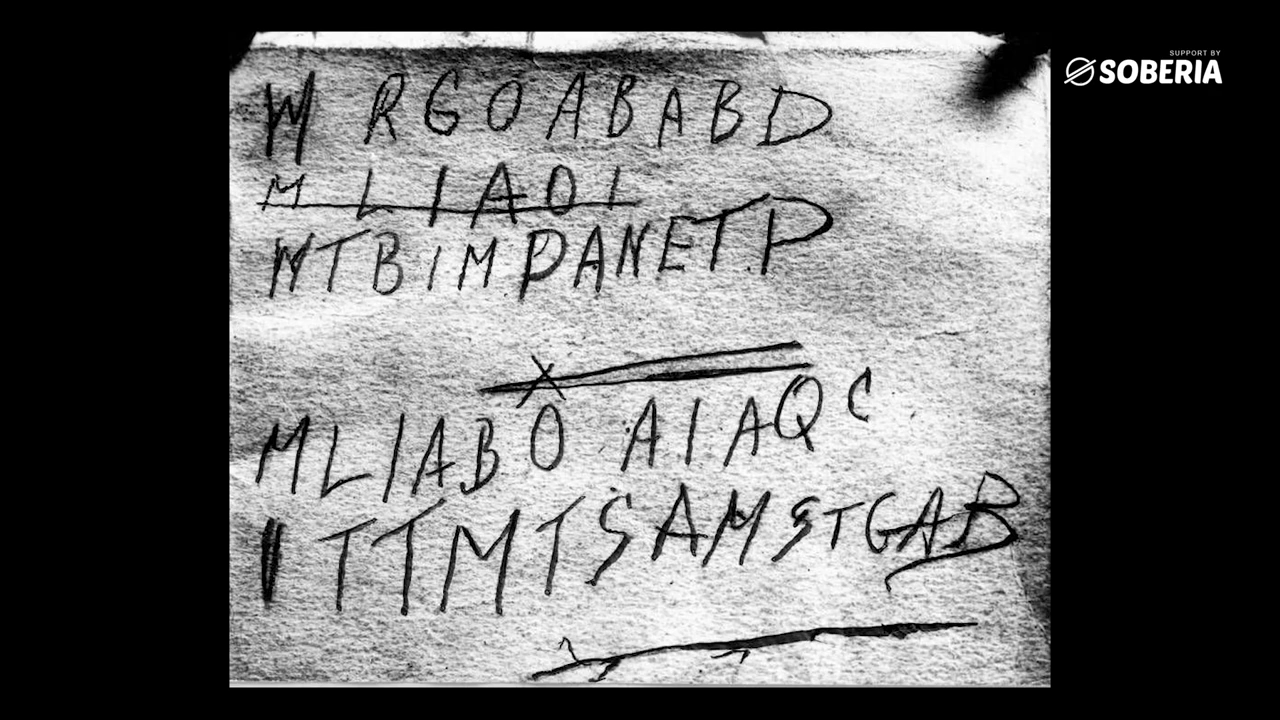 SUPPORT BY
SOBERIA
W RGOABABD
MLIAOI
WTBIMPANETP
MLIABO AIAQC
ITTMTSAMSTGAB